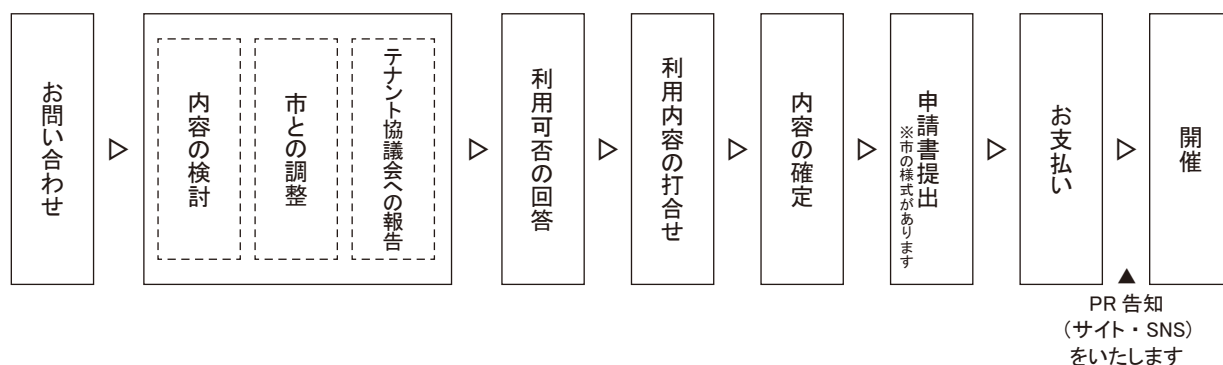 お問い合わせ
内容の検討
市との調整
テナント協議会への報告
利用可否の回答
利用内容の打合せ
内容の確定
申請書提出
※市の様式があります
お支払い
開催
PR 告知
（サイト・SNS）
をいたします